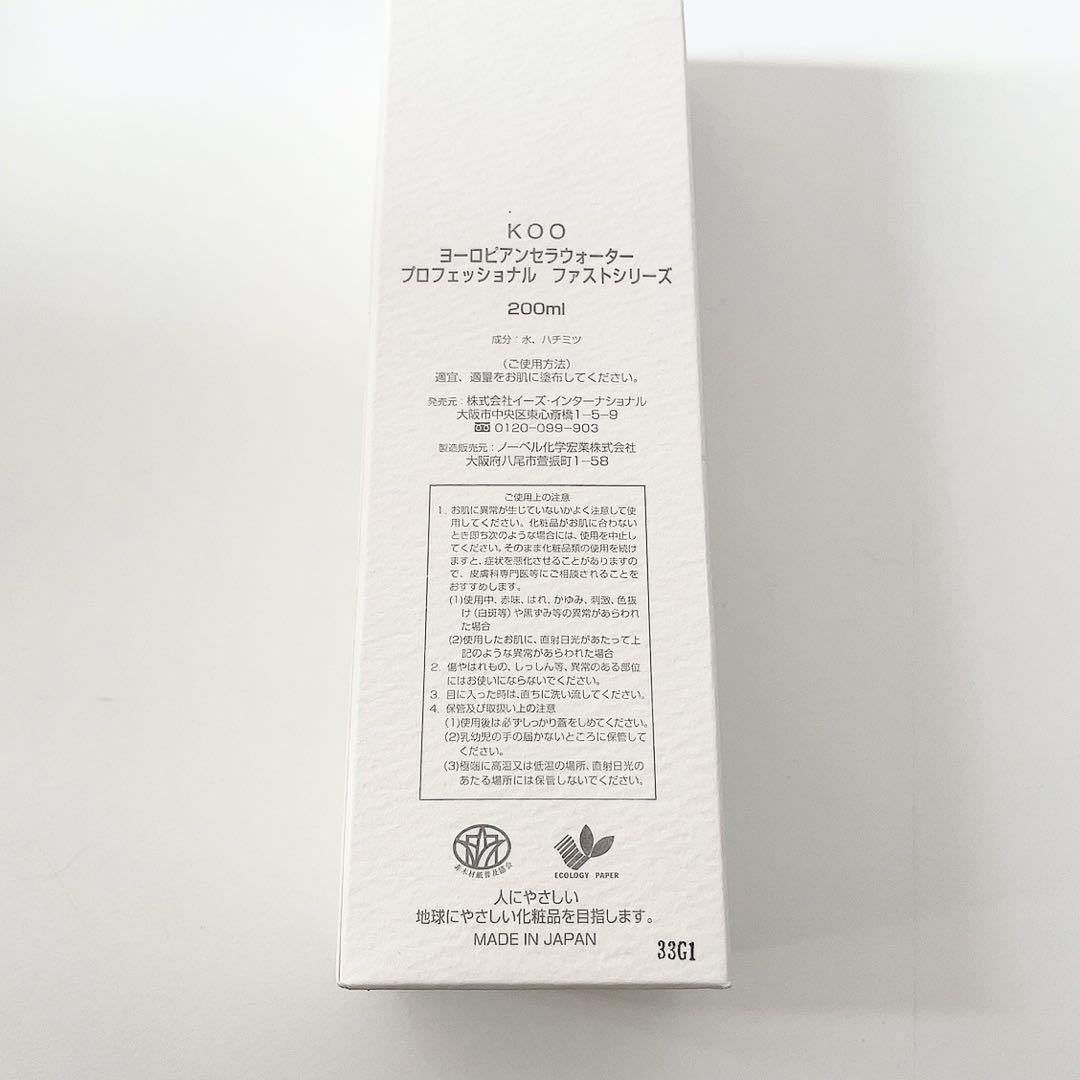 KOO
ヨーロピアンセラウォーター
プロフェッショナル ファストシリーズ
200ml
成分：水、ハチミツ
（ご使用方法）
適宜、適量をお肌に塗布してください。
発売元：株式会社イーズ・インターナショナル
大阪市中央区東心斎橋1-5-9
0120-099-903
製造販売元：ノーベル化学宏業株式会社
大阪府八尾市萱振町1-58
ご使用上の注意
1. お肌に異常が生じていないかよく注意して使
用してください。化粧品がお肌に合わない
とき即ち次のような場合には、使用を中止し
てください。そのまま化粧品類の使用を続け
ますと、症状を悪化させることがありますの
で、皮膚科専門医等にご相談されることを
おすすめします。
(1)使用中、赤味、はれ、かゆみ、刺激、色抜
け(白斑等)や黒ずみ等の異常があらわれ
た場合
(2)使用したお肌に、直射日光があたって上
記のような異常があらわれた場合
2. 傷やはれもの、しっしん等、異常のある部位
にはお使いにならないでください。
3. 目に入った時は、直ちに洗い流してください。
4. 保管及び取扱い上の注意
(1)使用後は必ずしっかり蓋をしめてください。
(2)乳幼児の手の届かないところに保管して
ください。
(3)極端に高温又は低温の場所、直射日光の
あたる場所には保管しないでください。
非木材紙普及協会
ECOLOGY PAPER
人にやさしい
地球にやさしい化粧品を目指します。
MADE IN JAPAN
33G1